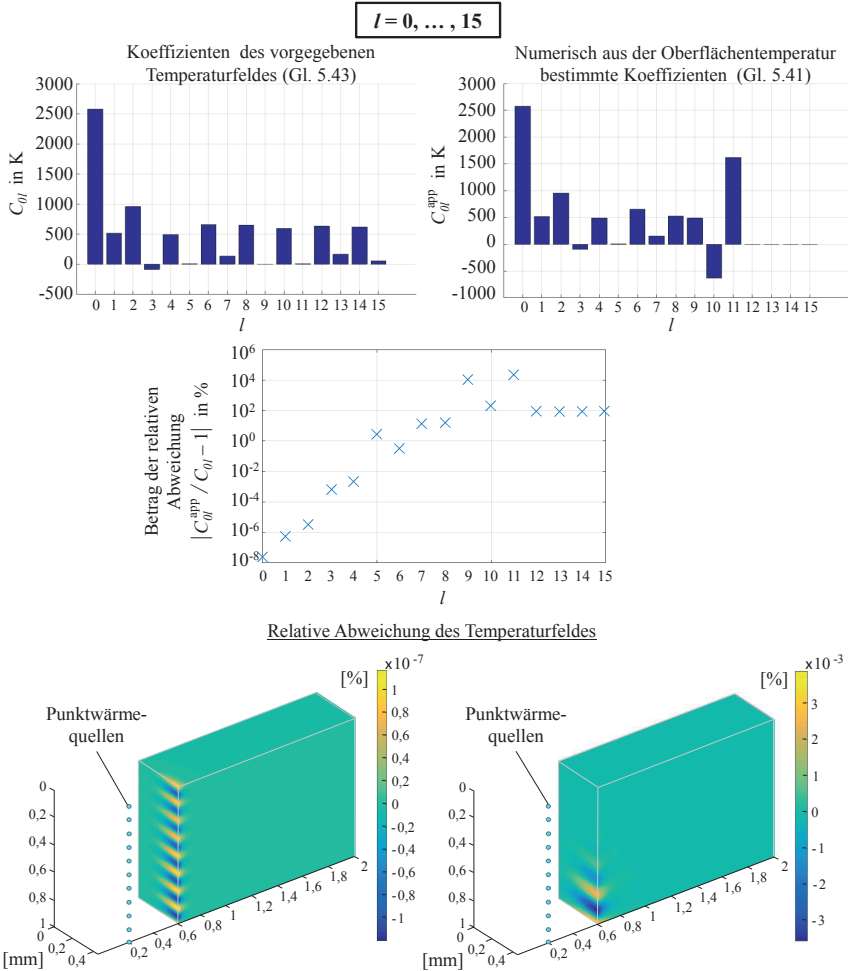 l = 0, … , 15
Koeffizienten des vorgegebenen
Temperaturfeldes (Gl. 5.43)
Numerisch aus der Oberflächentemperatur
bestimmte Koeffizienten (Gl. 5.41)
3000
2500
2000
1500
1000
500
0
-500
C0l in K
0 1 2 3 4 5 6 7 8 9 10 11 12 13 14 15
l
3000
2500
2000
1500
1000
500
0
-500
-1000
C0l^app in K
0 1 2 3 4 5 6 7 8 9 10 11 12 13 14 15
l
10^6
10^4
10^2
10^0
10^-2
10^-4
10^-6
10^-8
Betrag der relativen
Abweichung
|C0l^app / C0l − 1| in %
0 1 2 3 4 5 6 7 8 9 10 11 12 13 14 15
l
Relative Abweichung des Temperaturfeldes
[%]
x10^-7
1
0,8
0,6
0,4
0,2
0
-0,2
-0,4
-0,6
-0,8
-1
Punktwärme-
quellen
0
0,2
0,4
0,6
0,8
1
0
0,2
0,4
[mm]
0,6 0,8 1 1,2 1,4 1,6 1,8 2
[%]
x10^-3
3
2
1
0
-1
-2
-3
Punktwärme-
quellen
0
0,2
0,4
0,6
0,8
1
0
0,2
0,4
[mm]
0,2 0,4 0,6 0,8 1 1,2 1,4 1,6 1,8 2